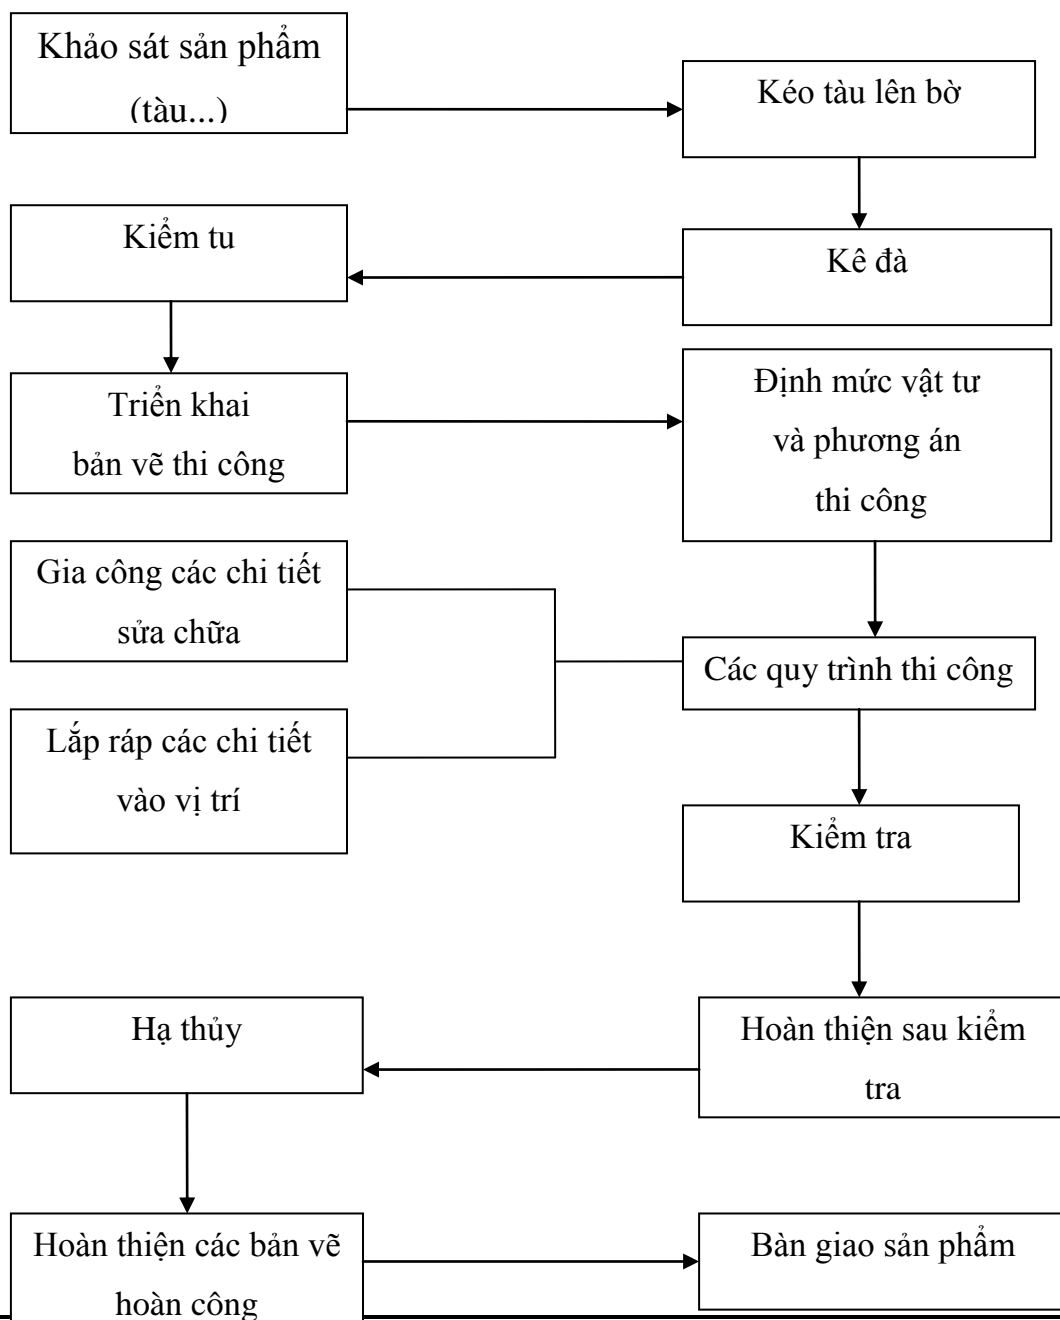 Khảo sát sản phẩm
(tàu...)
Kéo tàu lên bờ
Kê đà
Kiểm tu
Triển khai
bản vẽ thi công
Định mức vật tư
và phương án
thi công
Các quy trình thi công
Gia công các chi tiết
sửa chữa
Lắp ráp các chi tiết
vào vị trí
Kiểm tra
Hoàn thiện sau kiểm
tra
Hạ thủy
Hoàn thiện các bản vẽ
hoàn công
Bàn giao sản phẩm